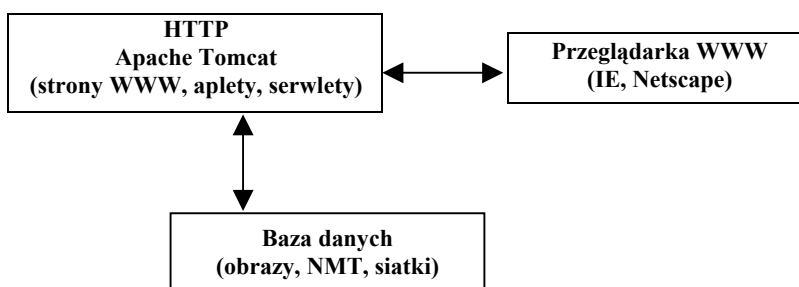 HTTP
Apache Tomcat
(strony WWW, aplety, serwlety)
Przeglądarka WWW
(IE, Netscape)
Baza danych
(obrazy, NMT, siatki)